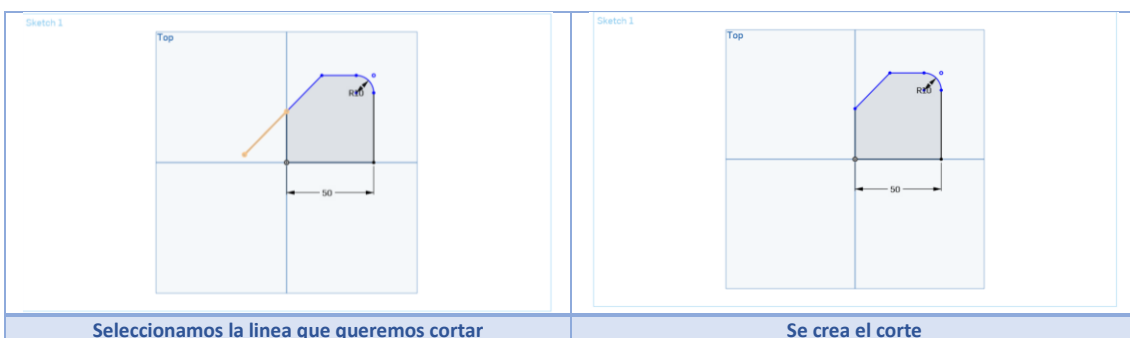 Sketch 1
Top
R10
50
Seleccionamos la linea que queremos cortar
Sketch 1
Top
R10
50
Se crea el corte